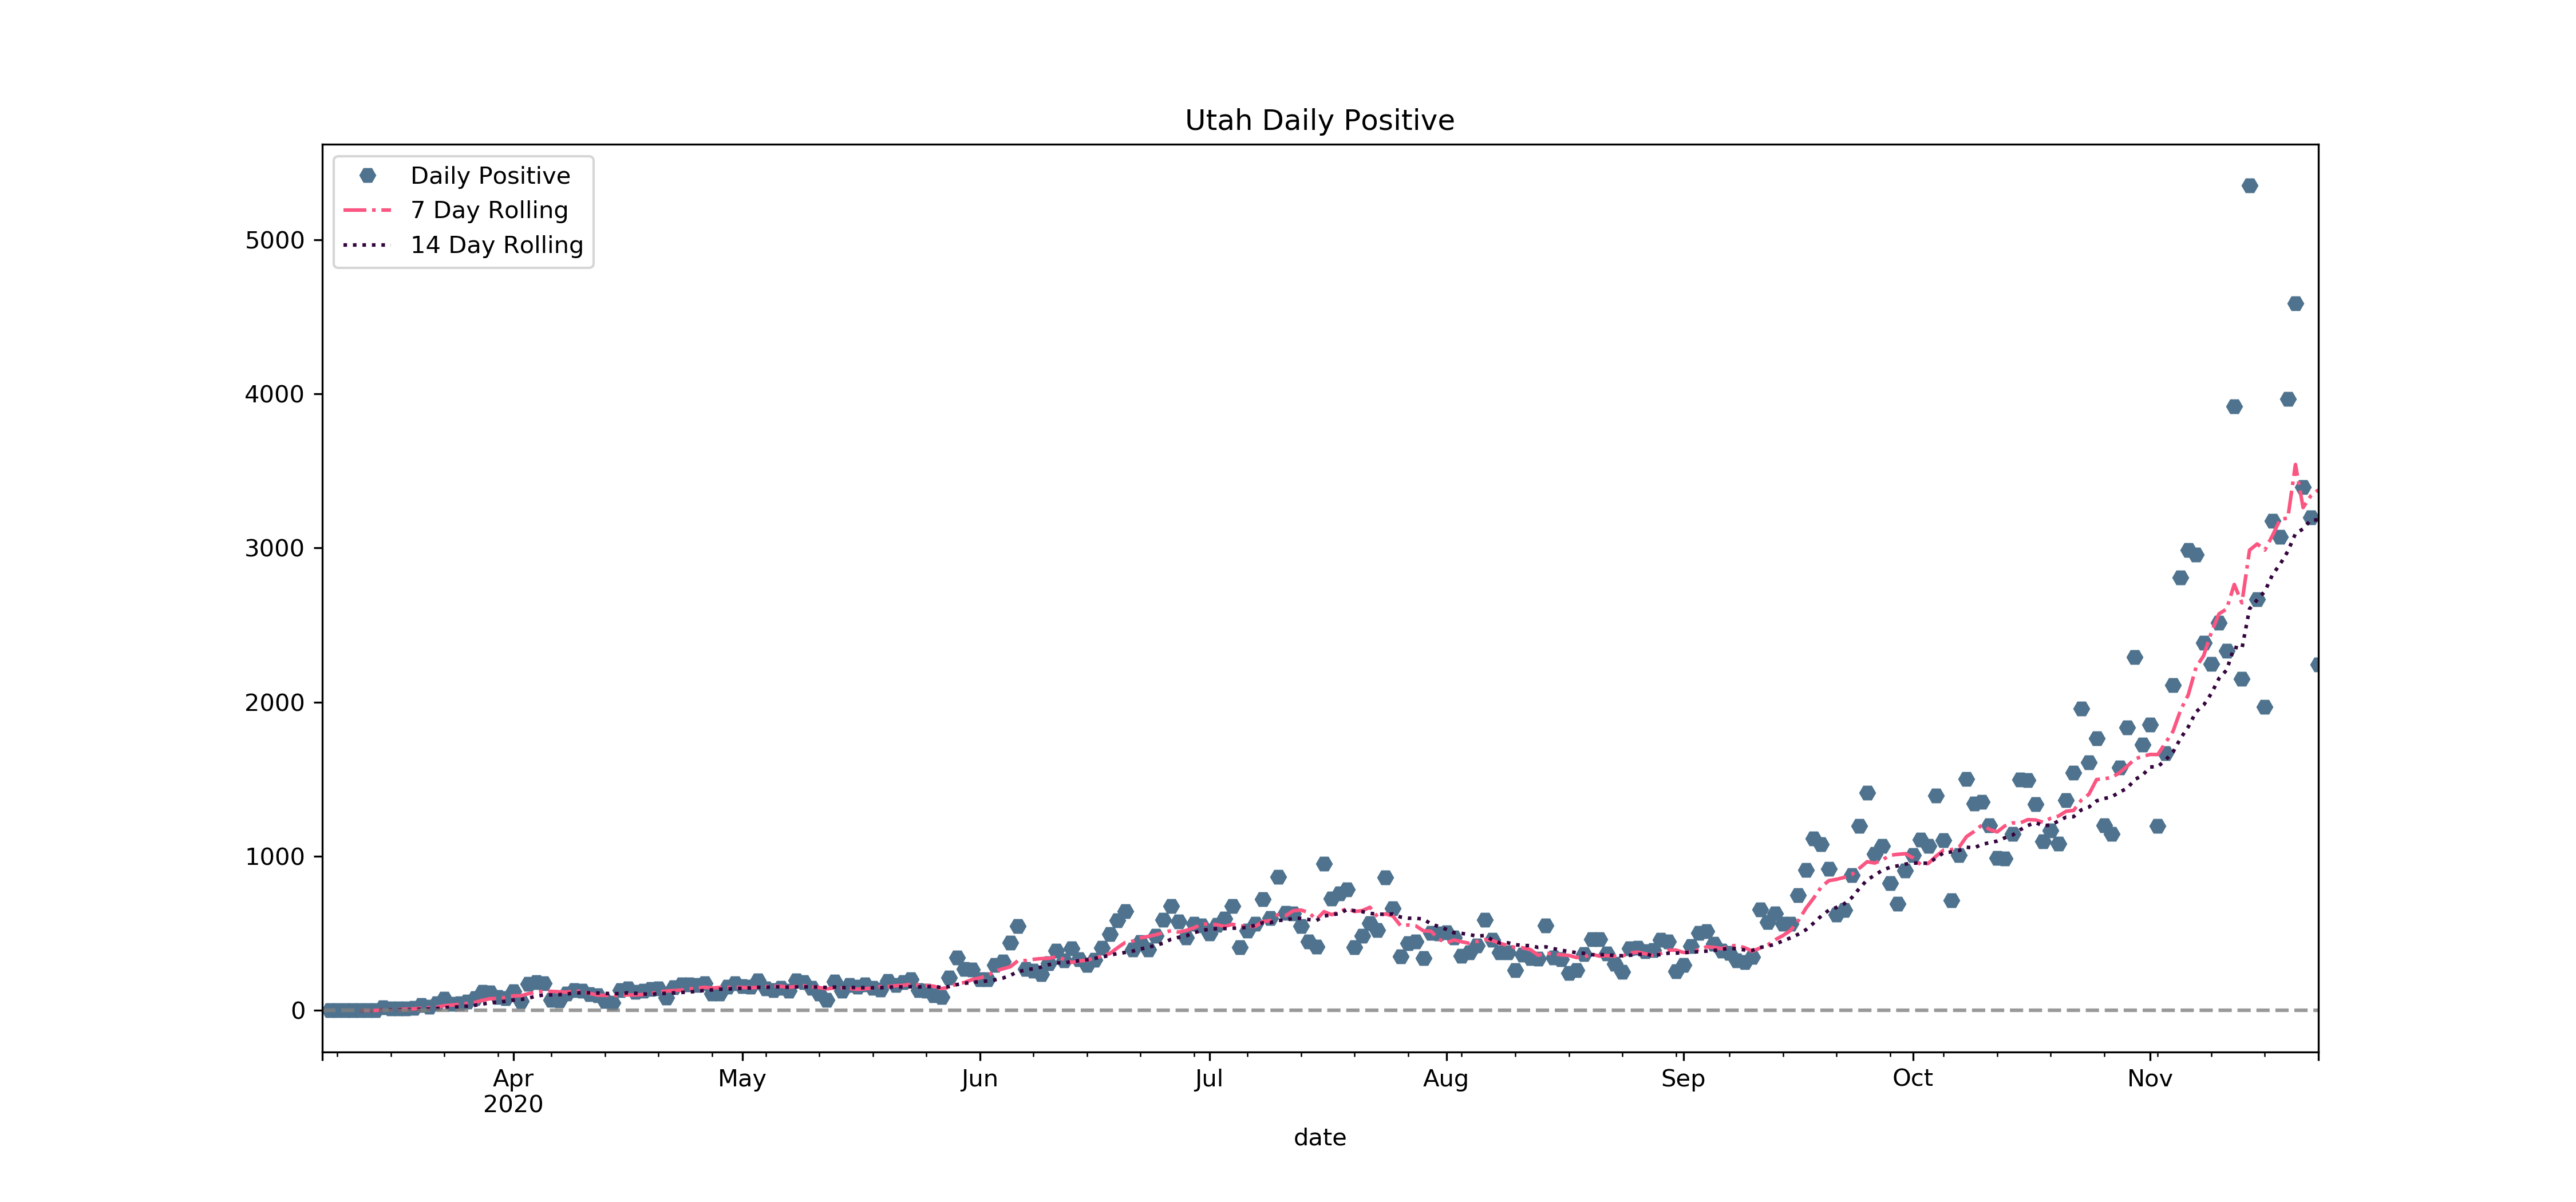 Utah Daily Positive
Daily Positive
7 Day Rolling
14 Day Rolling
5000
4000
3000
2000
1000
0
Apr May Jun Jul Aug Sep Oct Nov
2020
date